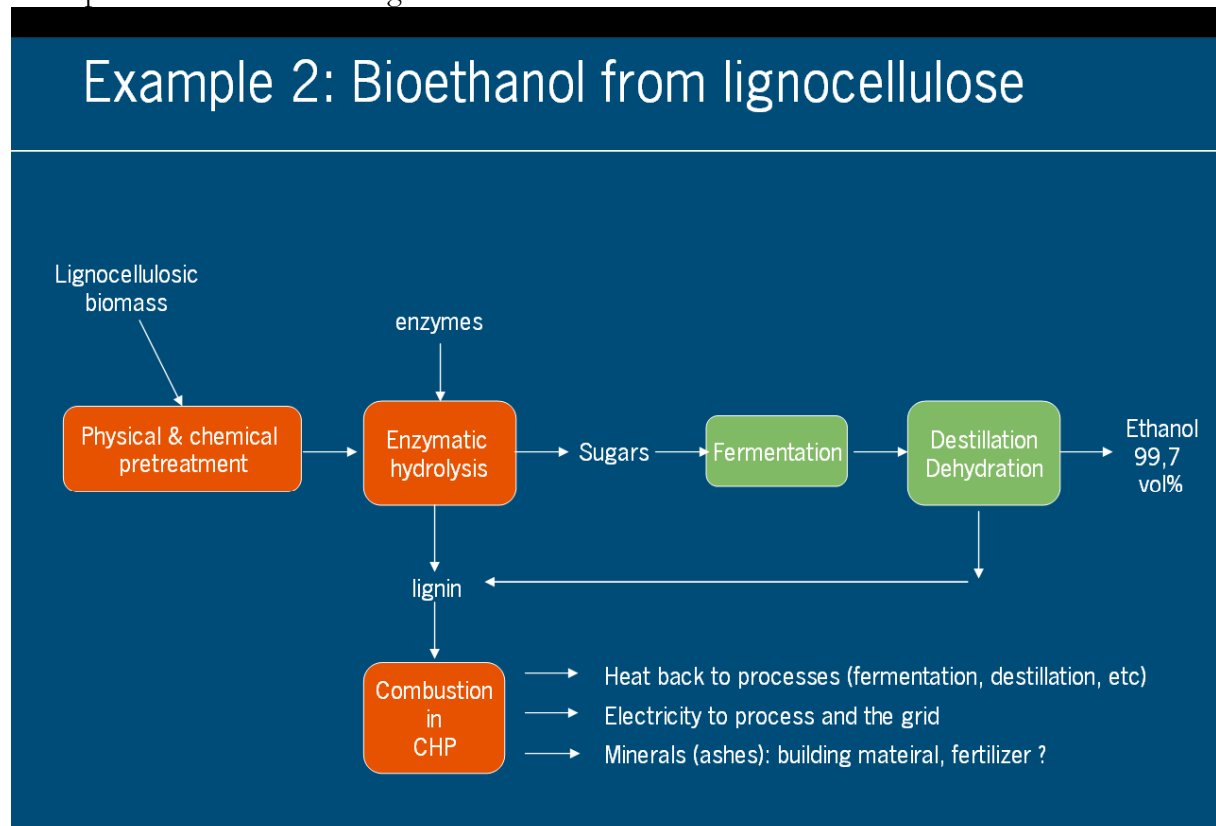 Example 2: Bioethanol from lignocellulose
Lignocellulosic
biomass
enzymes
Physical & chemical
pretreatment
Enzymatic
hydrolysis
Sugars
Fermentation
Destillation
Dehydration
Ethanol
99,7
vol%
lignin
Combustion
in
CHP
Heat back to processes (fermentation, destillation, etc)
Electricity to process and the grid
Minerals (ashes): building mateiral, fertilizer ?